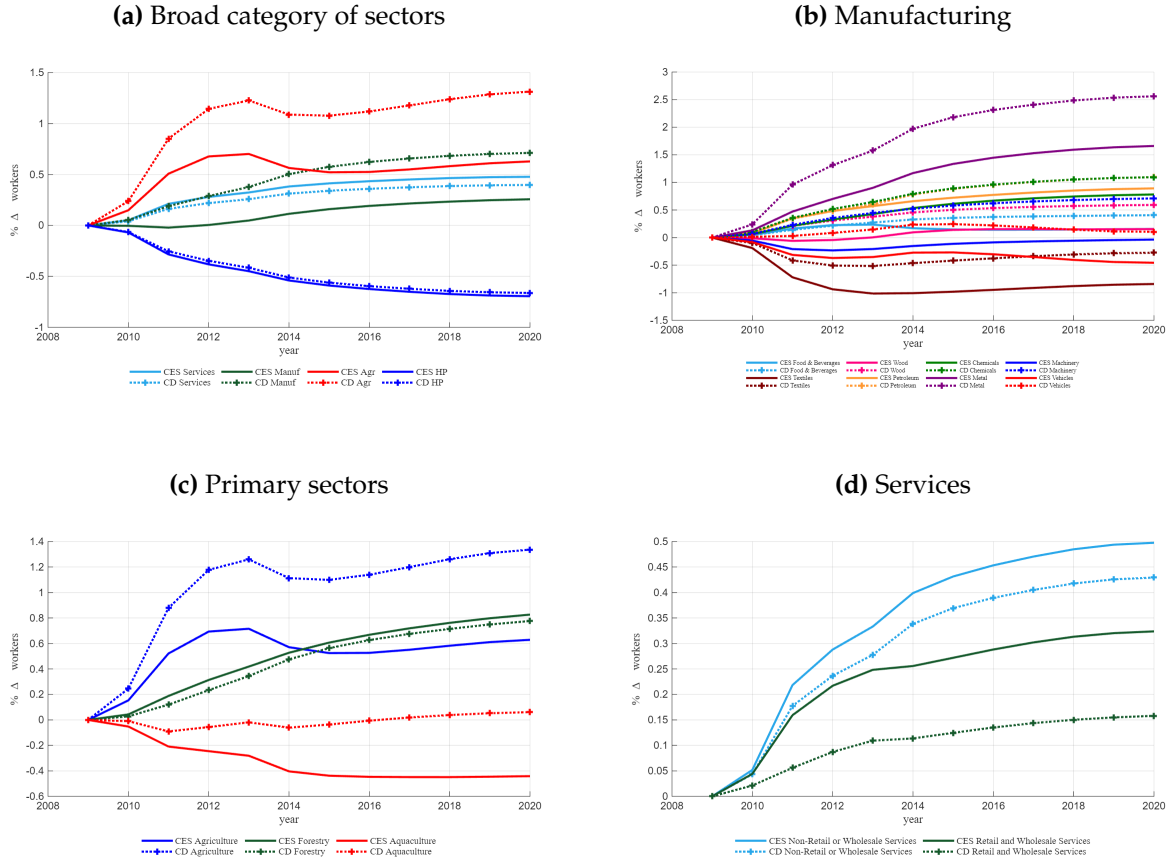 (a) Broad category of sectors
1.5
1
0.5
0
-0.5
-1
% Δ workers
2008 2010 2012 2014 2016 2018 2020
year
CES Services CES Manuf CES Agr CES HP
CD Services CD Manuf CD Agr CD HP
(b) Manufacturing
3
2.5
2
1.5
1
0.5
0
-0.5
-1
-1.5
% Δ workers
2008 2010 2012 2014 2016 2018 2020
year
CES Food & Beverages CES Wood CES Chemicals CES Machinery
CD Food & Beverages CD Wood CD Chemicals CD Machinery
CES Textiles CES Petroleum CES Metal CES Vehicles
CD Textiles CD Petroleum CD Metal CD Vehicles
(c) Primary sectors
1.4
1.2
1
0.8
0.6
0.4
0.2
0
-0.2
-0.4
-0.6
% Δ workers
2008 2010 2012 2014 2016 2018 2020
year
CES Agriculture CES Forestry CES Aquaculture
CD Agriculture CD Forestry CD Aquaculture
(d) Services
0.5
0.45
0.4
0.35
0.3
0.25
0.2
0.15
0.1
0.05
0
% Δ workers
2008 2010 2012 2014 2016 2018 2020
year
CES Non-Retail or Wholesale Services CES Retail and Wholesale Services
CD Non-Retail or Wholesale Services CD Retail and Wholesale Services